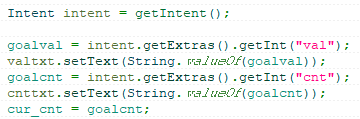 Intent intent = getIntent();
goalval = intent.getExtras().getInt("val");
valtxt.setText(String.valueOf(goalval));
goalcnt = intent.getExtras().getInt("cnt");
cnttxt.setText(String.valueOf(goalcnt));
cur_cnt = goalcnt;